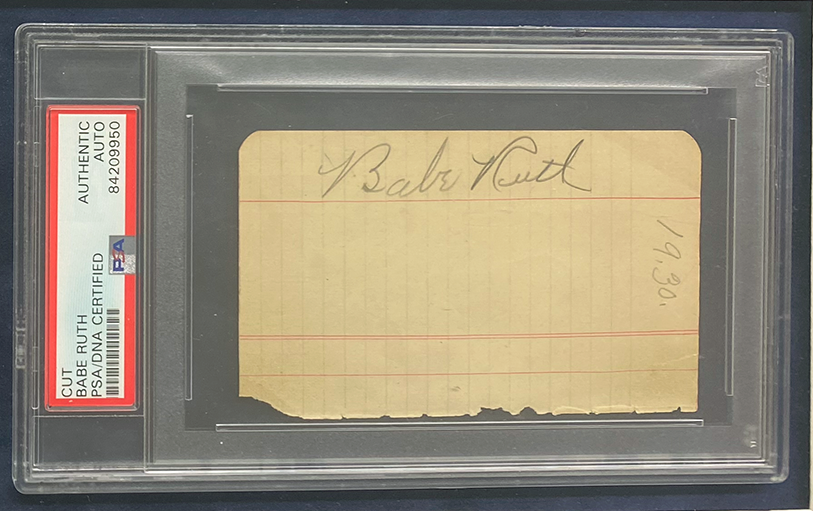 CUT
BABE RUTH
PSA/DNA CERTIFIED
AUTHENTIC
AUTO
84209950
PSA
Babe Ruth
19.30.